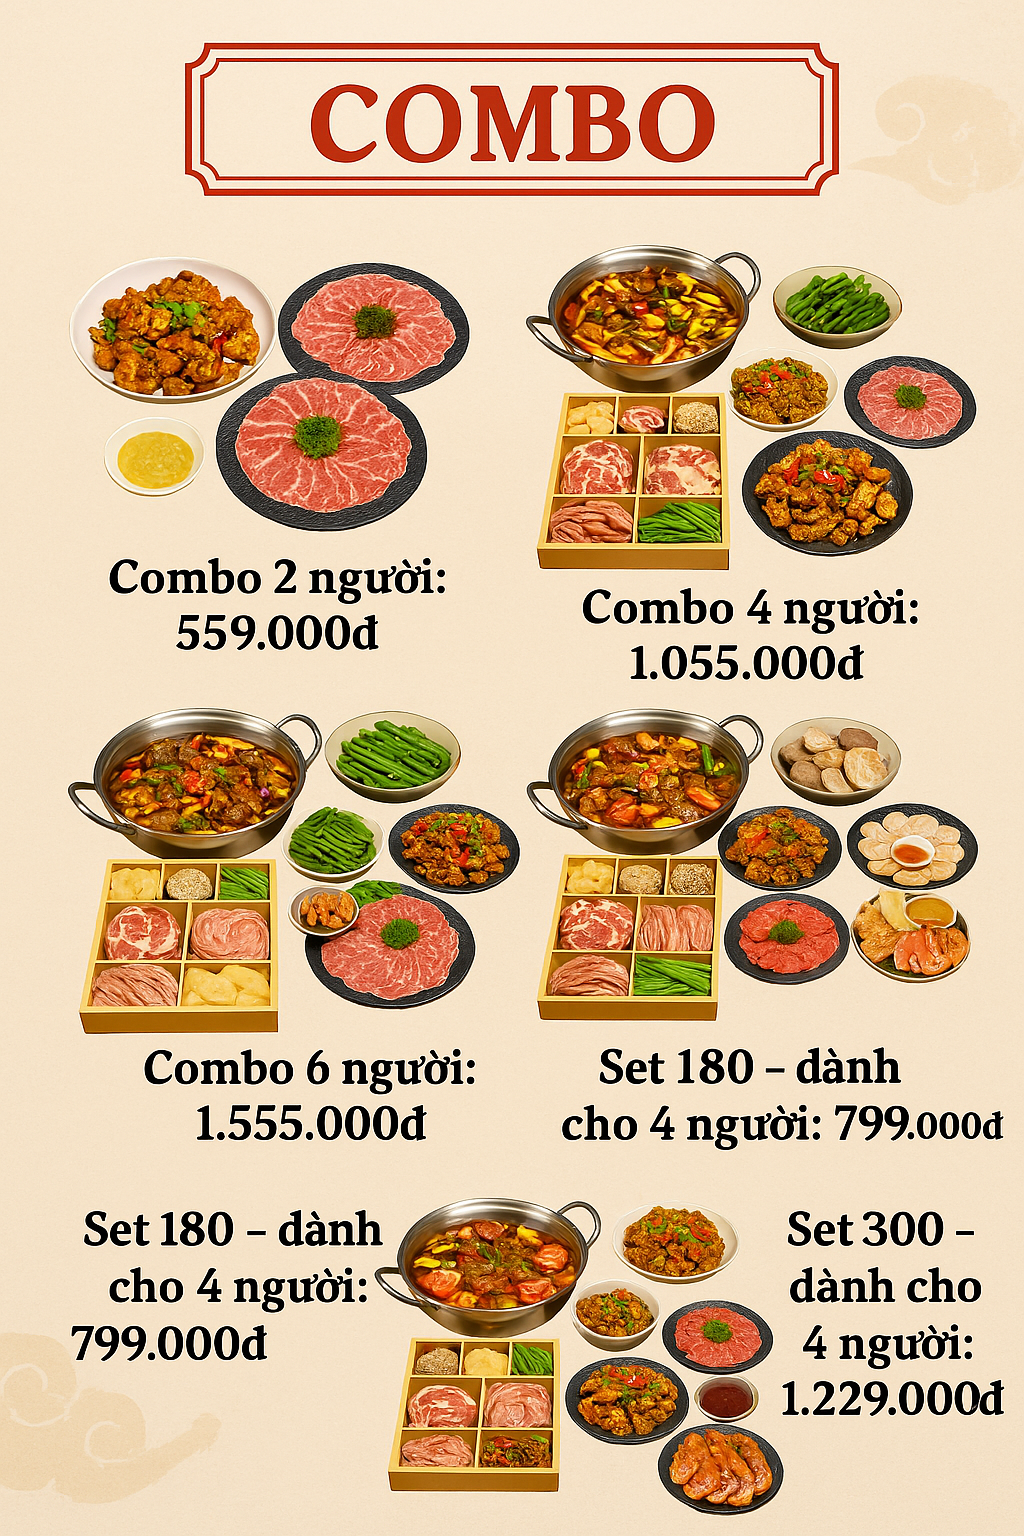 COMBO
Combo 2 người:
559.000đ
Combo 4 người:
1.055.000đ
Combo 6 người:
1.555.000đ
Set 180 – dành
cho 4 người: 799.000đ
Set 180 – dành
cho 4 người:
799.000đ
Set 300 –
dành cho
4 người:
1.229.000đ